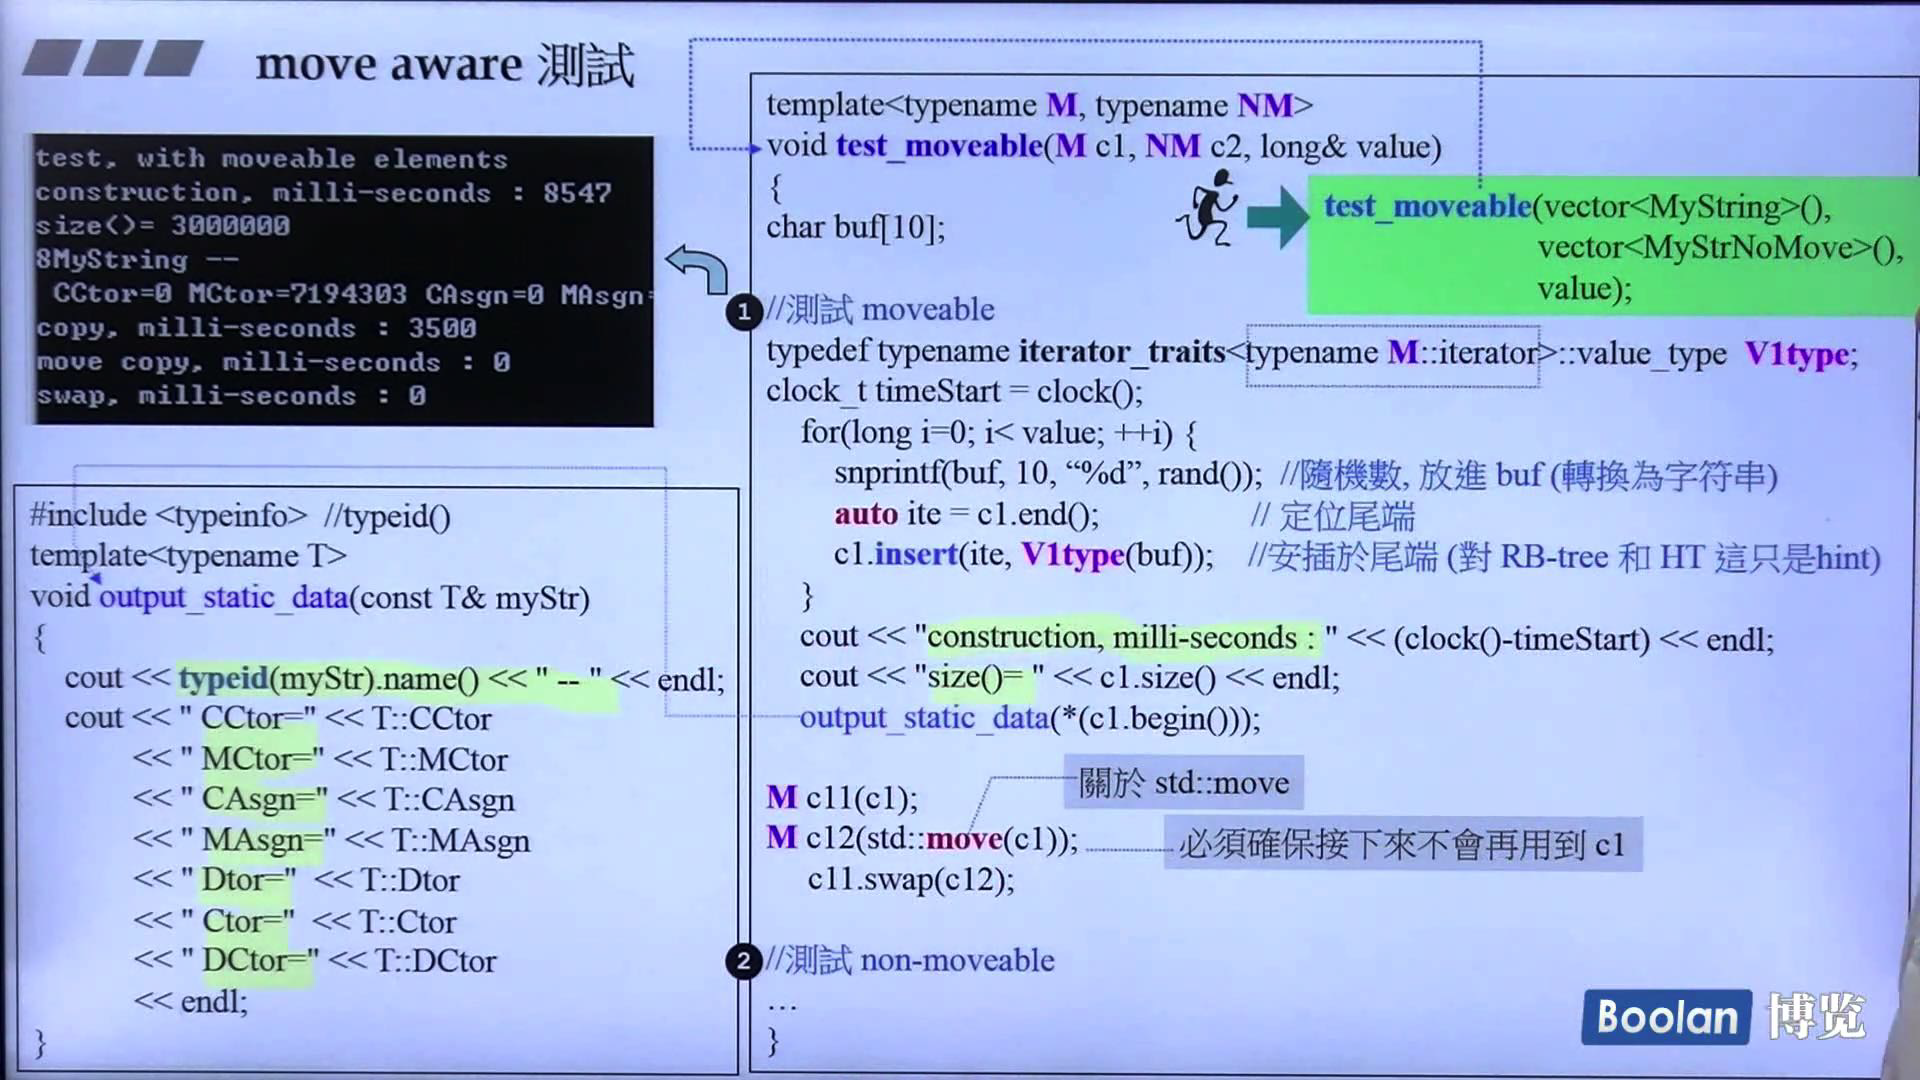 move aware 測試
test, with moveable elements
construction, milli-seconds : 8547
size()= 3000000
8MyString --
CCtor=0 MCtor=7194303 CAsgn=0 MAsgn=
copy, milli-seconds : 3500
move copy, milli-seconds : 0
swap, milli-seconds : 0
#include <typeinfo> //typeid()
template<typename T>
void output_static_data(const T& myStr)
{
cout << typeid(myStr).name() << " -- " << endl;
cout << " CCtor=" << T::CCtor
<< " MCtor=" << T::MCtor
<< " CAsgn=" << T::CAsgn
<< " MAsgn=" << T::MAsgn
<< " Dtor=" << T::Dtor
<< " Ctor=" << T::Ctor
<< " DCtor=" << T::DCtor
<< endl;
}
template<typename M, typename NM>
void test_moveable(M c1, NM c2, long& value)
{
char buf[10];
test_moveable(vector<MyString>(),
vector<MyStrNoMove>(),
value);
1 //測試 moveable
typedef typename iterator_traits<typename M::iterator>::value_type V1type;
clock_t timeStart = clock();
for(long i=0; i< value; ++i) {
snprintf(buf, 10, “%d”, rand()); //隨機數, 放進 buf (轉換為字符串)
auto ite = c1.end(); // 定位尾端
c1.insert(ite, V1type(buf)); //安插於尾端 (對 RB-tree 和 HT 這只是hint)
}
cout << "construction, milli-seconds : " << (clock()-timeStart) << endl;
cout << "size()= " << c1.size() << endl;
output_static_data(*(c1.begin()));
關於 std::move
M c11(c1);
M c12(std::move(c1)); 必須確保接下來不會再用到 c1
c11.swap(c12);
2 //測試 non-moveable
…
}
Boolan 博览